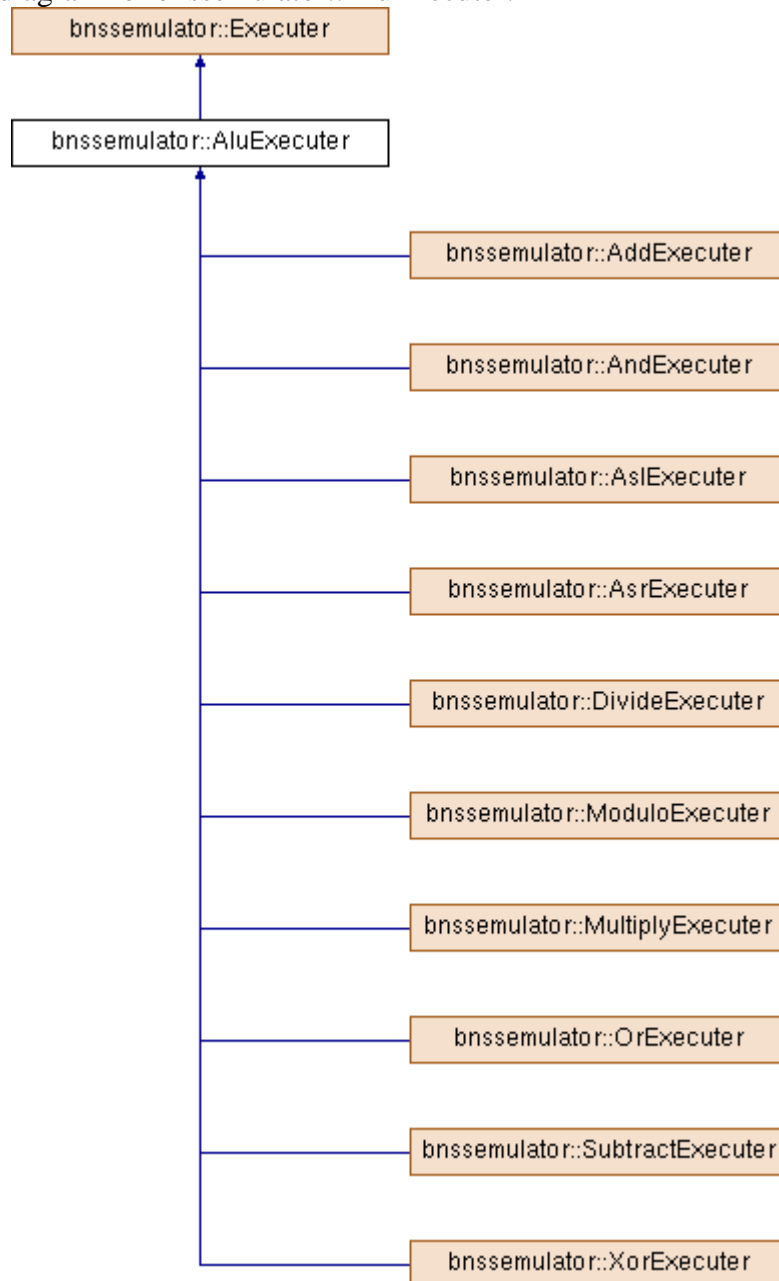 bnssemulator::Executer
bnssemulator::AluExecuter
bnssemulator::AddExecuter
bnssemulator::AndExecuter
bnssemulator::AslExecuter
bnssemulator::AsrExecuter
bnssemulator::DivideExecuter
bnssemulator::ModuloExecuter
bnssemulator::MultiplyExecuter
bnssemulator::OrExecuter
bnssemulator::SubtractExecuter
bnssemulator::XorExecuter